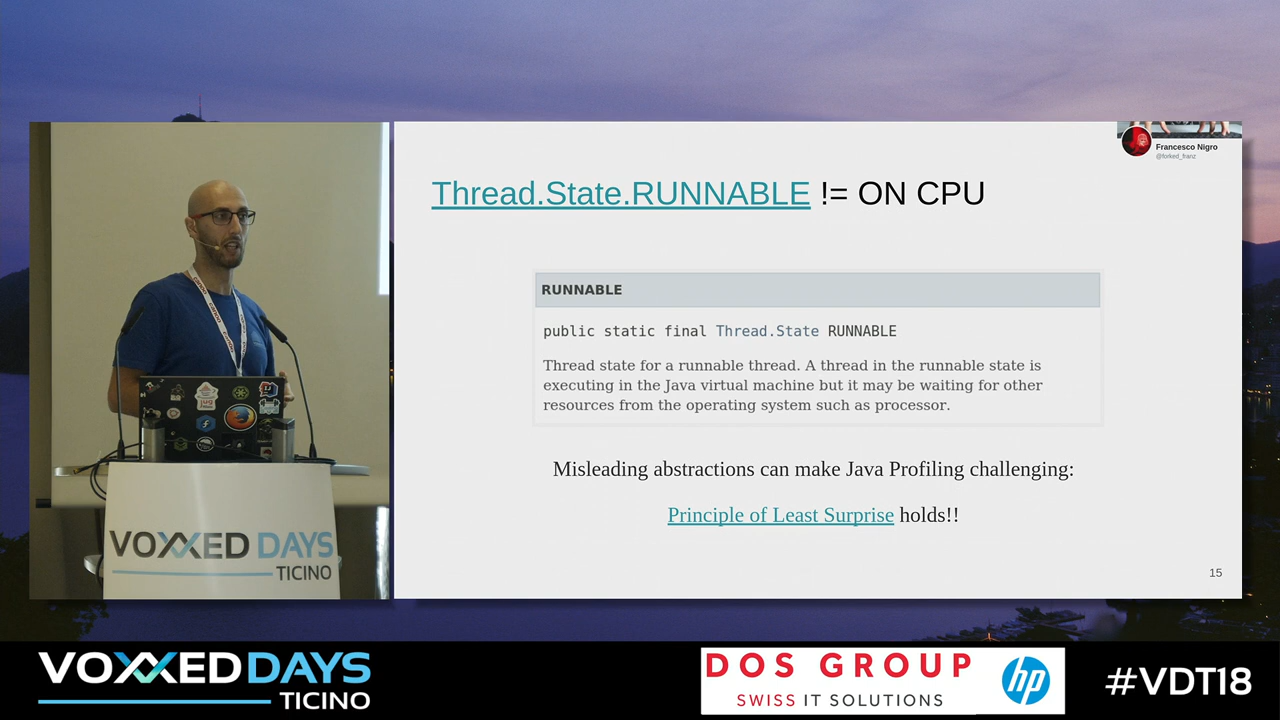 Francesco Nigro
@forked_franz
Thread.State.RUNNABLE != ON CPU
RUNNABLE
public static final Thread.State RUNNABLE
Thread state for a runnable thread. A thread in the runnable state is
executing in the Java virtual machine but it may be waiting for other
resources from the operating system such as processor.
Misleading abstractions can make Java Profiling challenging:
Principle of Least Surprise holds!!
15
VOXXED DAYS
TICINO
VOXXED DAYS
TICINO
DOS GROUP
SWISS IT SOLUTIONS
hp
#VDT18